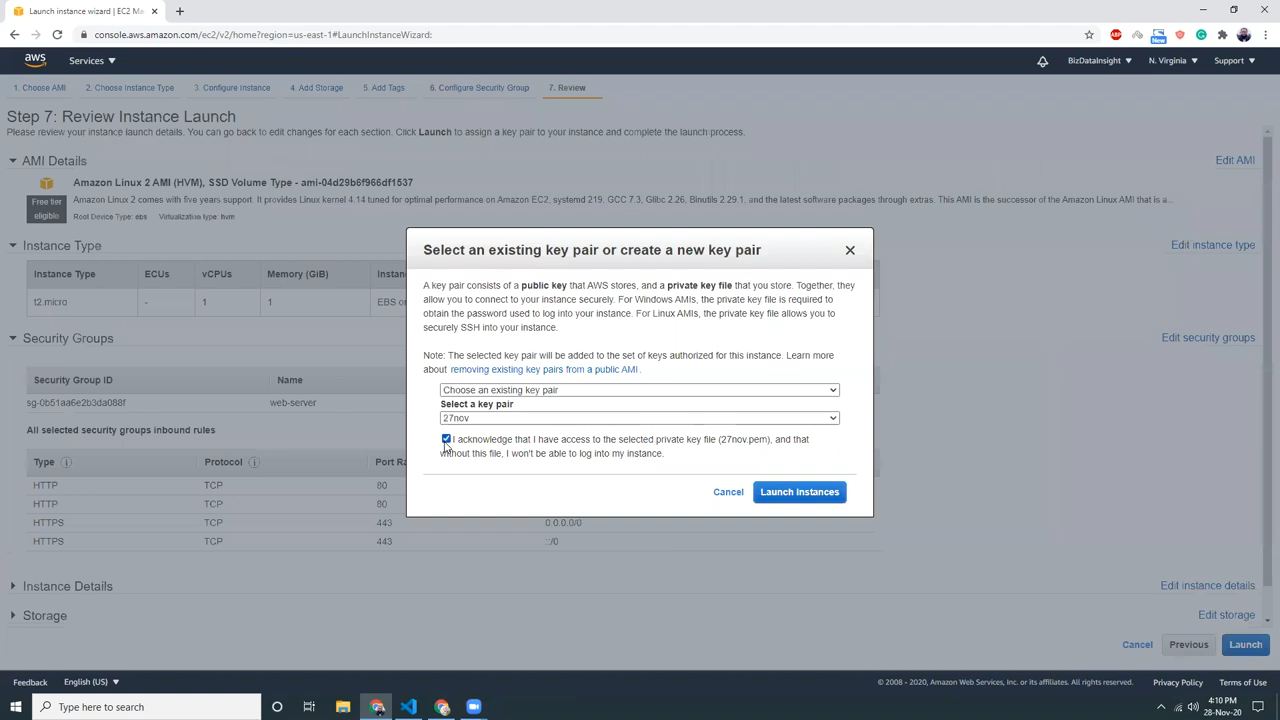 Launch instance wizard | EC2 Ma
console.aws.amazon.com/ec2/v2/home?region=us-east-1#LaunchInstanceWizard:
ABP
New
aws
Services
BizDataInsight
N. Virginia
Support
1. Choose AMI
2. Choose Instance Type
3. Configure Instance
4. Add Storage
5. Add Tags
6. Configure Security Group
7. Review
Step 7: Review Instance Launch
Please review your instance launch details. You can go back to edit changes for each section. Click Launch to assign a key pair to your instance and complete the launch process.
AMI Details
Edit AMI
Amazon Linux 2 AMI (HVM), SSD Volume Type - ami-04d29b6f966df1537
Free tier eligible
Amazon Linux 2 comes with five years support. It provides Linux kernel 4.14 tuned for optimal performance on Amazon EC2, systemd 219, GCC 7.3, Glibc 2.26, Binutils 2.29.1, and the latest software packages through extras. This AMI is the successor of the Amazon Linux AMI that is a...
Root Device Type: ebs Virtualization type: hvm
Instance Type
Edit instance type
Instance Type ECUs vCPUs Memory (GiB)
t2.micro - 1 1 EBS
Security Groups
Edit security groups
Security Group ID Name
sg-0b51aa6e2b3da088f web-server
All selected security groups inbound rules
Type Protocol Port Ra
HTTP TCP 80
HTTP TCP 80
HTTPS TCP 443 0.0.0.0/0
HTTPS TCP 443 ::/0
Instance Details
Edit instance details
Storage
Edit storage
Select an existing key pair or create a new key pair
A key pair consists of a public key that AWS stores, and a private key file that you store. Together, they
allow you to connect to your instance securely. For Windows AMIs, the private key file is required to
obtain the password used to log into your instance. For Linux AMIs, the private key file allows you to
securely SSH into your instance.
Note: The selected key pair will be added to the set of keys authorized for this instance. Learn more
about removing existing key pairs from a public AMI .
Choose an existing key pair
Select a key pair
27nov
I acknowledge that I have access to the selected private key file (27nov.pem), and that
without this file, I won't be able to log into my instance.
Cancel
Launch Instances
Cancel
Previous
Launch
Feedback
English (US)
© 2008 - 2020, Amazon Web Services, Inc. or its affiliates. All rights reserved.
Privacy Policy
Terms of Use
Type here to search
4:10 PM
28-Nov-20